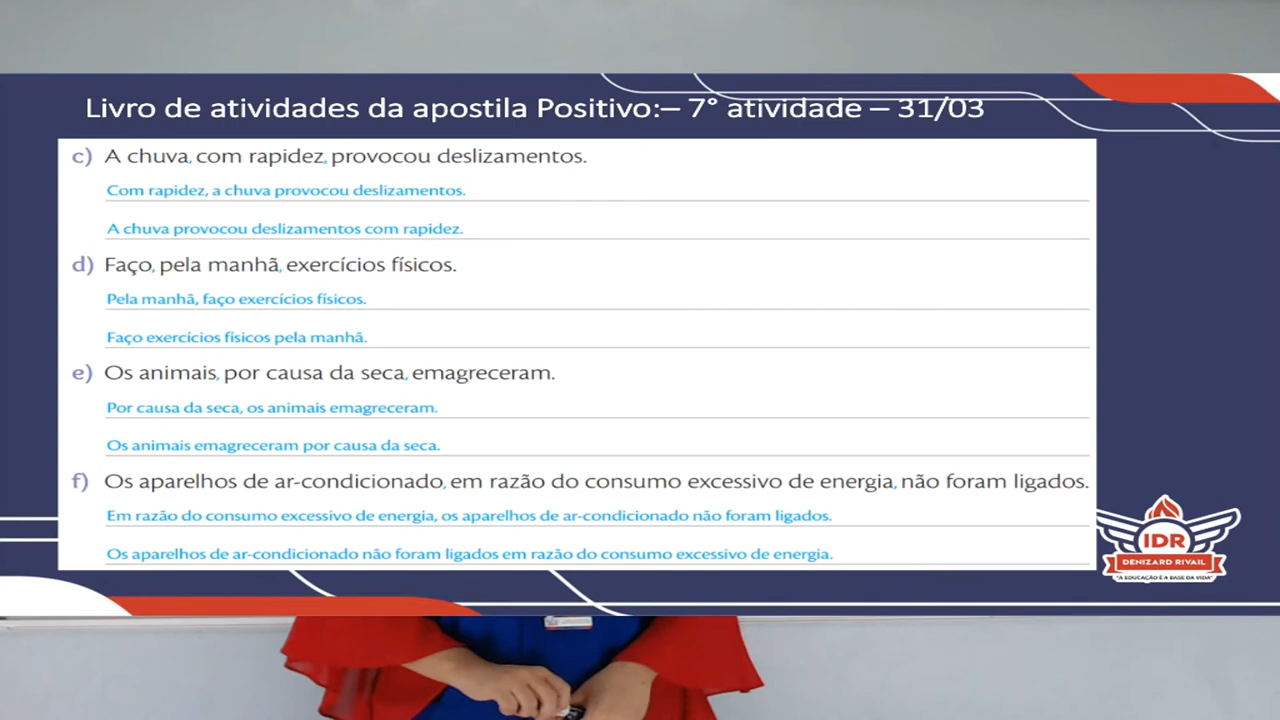 Livro de atividades da apostila Positivo:– 7° atividade – 31/03
c) A chuva, com rapidez, provocou deslizamentos.
Com rapidez, a chuva provocou deslizamentos.
A chuva provocou deslizamentos com rapidez.
d) Faço, pela manhã, exercícios físicos.
Pela manhã, faço exercícios físicos.
Faço exercícios físicos pela manhã.
e) Os animais, por causa da seca, emagreceram.
Por causa da seca, os animais emagreceram.
Os animais emagreceram por causa da seca.
f) Os aparelhos de ar-condicionado, em razão do consumo excessivo de energia, não foram ligados.
Em razão do consumo excessivo de energia, os aparelhos de ar-condicionado não foram ligados.
Os aparelhos de ar-condicionado não foram ligados em razão do consumo excessivo de energia.
IDR
DENIZARD RIVAIL
"A EDUCAÇÃO É A BASE DA VIDA"